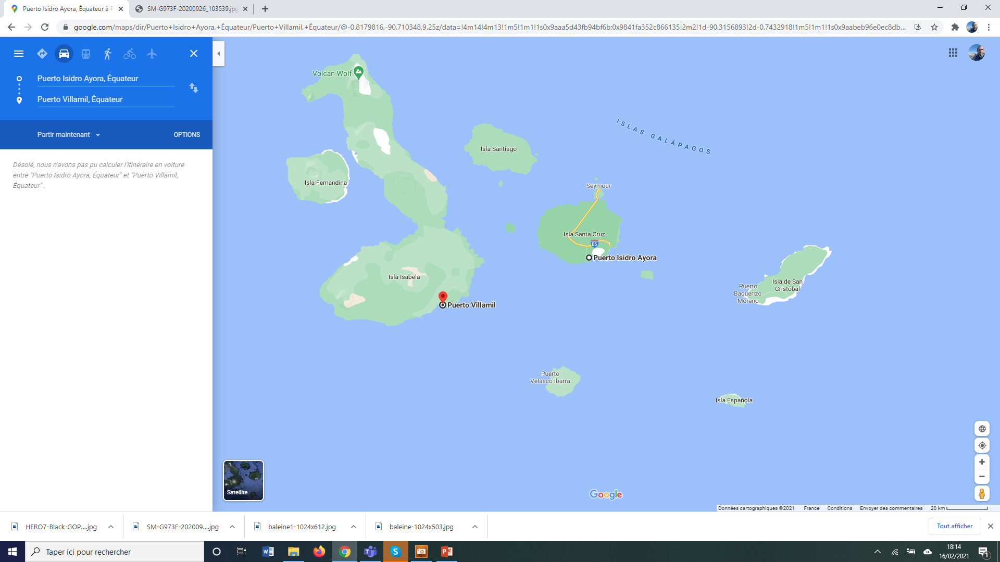 Puerto Isidro Ayora, Équateur à P
SM-G973F-20200926_103539.jpg
google.com/maps/dir/Puerto+Isidro+Ayora,+Équateur/Puerto+Villamil,+Équateur/@-0.8179816,-90.710348,9.25z/data=!4m14!4m13!1m5!1m1!1s0x9aaa5d43fb94bf6b:0x9841fa352c866135!2m2!1d-90.3156893!2d-0.7432918!1m5!1m1!1s0x9aabeb96e0ec8db...
Puerto Isidro Ayora, Équateur
Puerto Villamil, Équateur
Partir maintenant
OPTIONS
Désolé, nous n'avons pas pu calculer l'itinéraire en voiture
entre "Puerto Isidro Ayora, Équateur" et "Puerto Villamil,
Équateur" .
Volcán Wolf
ISLAS GALÁPAGOS
Isla Santiago
Isla Fernandina
Seymour
Isla Santa Cruz
E5
Puerto Isidro Ayora
Isla Isabela
Isla de San
Cristóbal
Puerto
Baquerizo
Moreno
Puerto Villamil
Puerto
Velasco Ibarra
Isla Española
Satellite
Google
Données cartographiques ©2021
France
Conditions
Envoyer des commentaires
20 km
HERO7-Black-GOP....jpg
SM-G973F-202009....jpg
baleine1-1024x612.jpg
baleine-1024x503.jpg
Tout afficher
Taper ici pour rechercher
18:14
16/02/2021
1